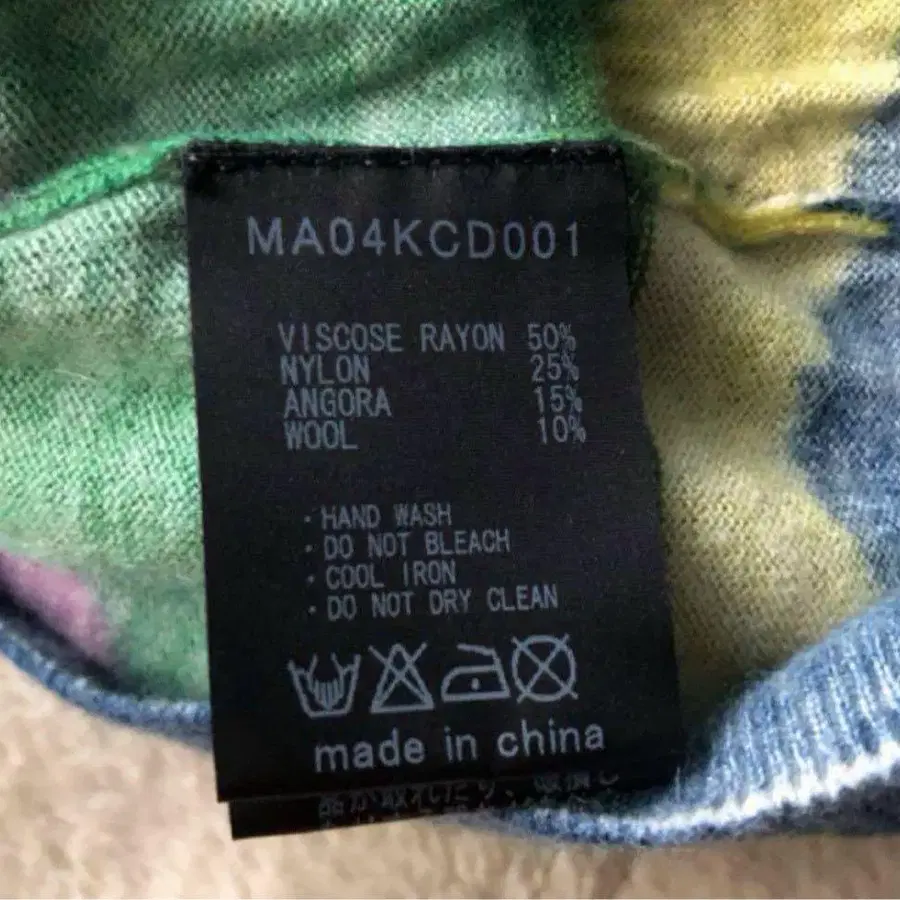 MA04KCD001
VISCOSE RAYON 50%
NYLON 25%
ANGORA 15%
WOOL 10%
・HAND WASH
・DO NOT BLEACH
・COOL IRON
・DO NOT DRY CLEAN
made in china